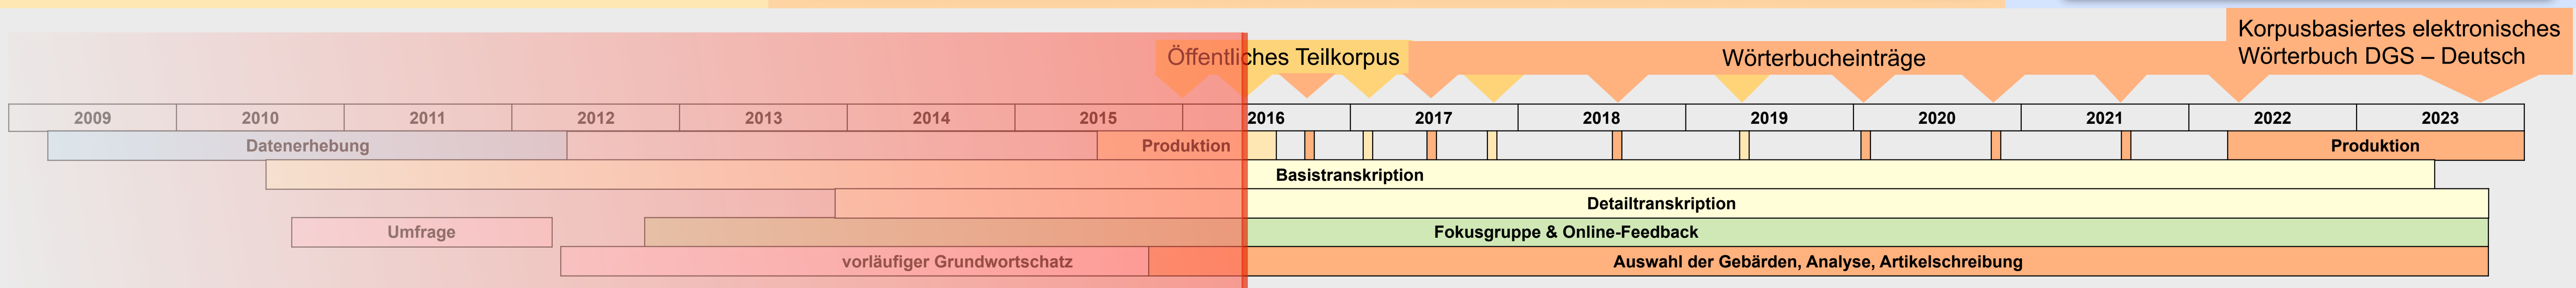 Korpusbasiertes elektronisches
Wörterbuch DGS – Deutsch
Öffentliches Teilkorpus Wörterbucheinträge
2009 2010 2011 2012 2013 2014 2015 2016 2017 2018 2019 2020 2021 2022 2023
Datenerhebung Produktion Produktion
Basistranskription
Detailtranskription
Umfrage Fokusgruppe & Online-Feedback
vorläufiger Grundwortschatz Auswahl der Gebärden, Analyse, Artikelschreibung